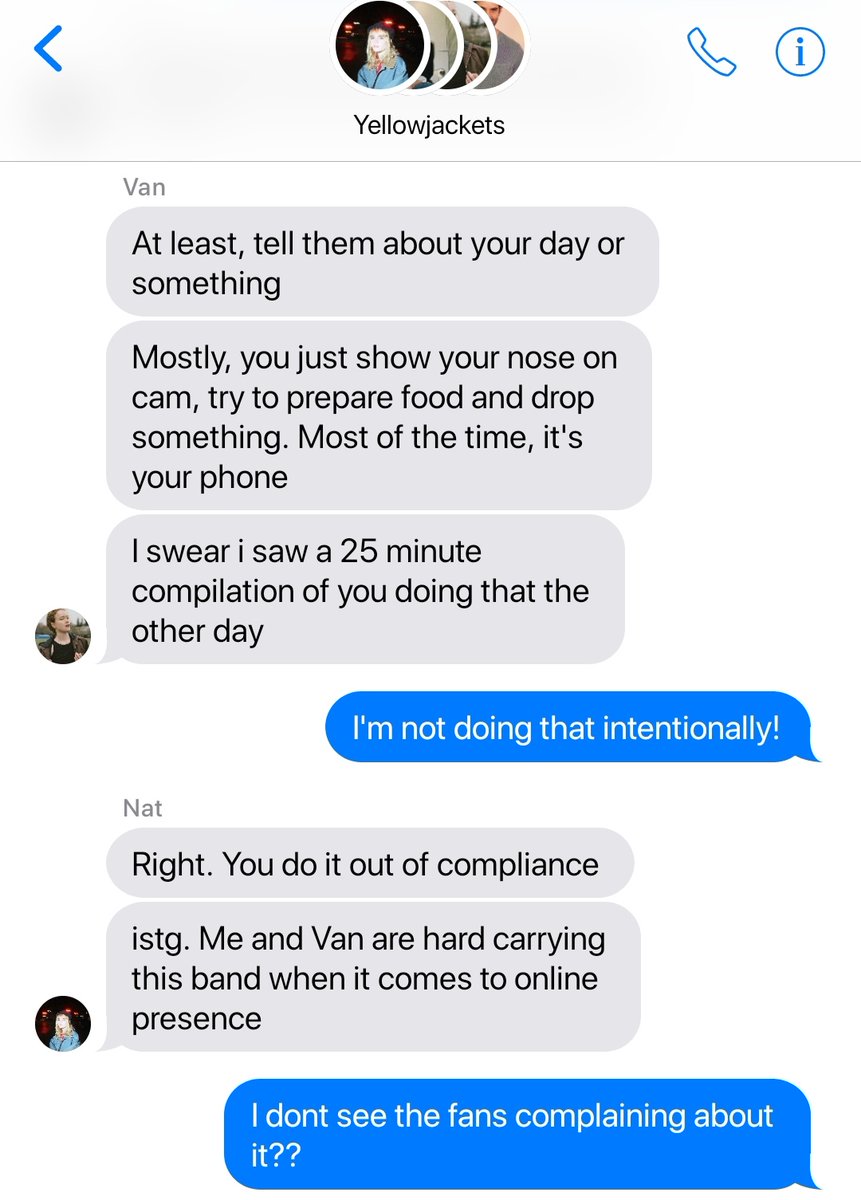 Yellowjackets
Van
At least, tell them about your day or
something
Mostly, you just show your nose on
cam, try to prepare food and drop
something. Most of the time, it's
your phone
I swear i saw a 25 minute
compilation of you doing that the
other day
I'm not doing that intentionally!
Nat
Right. You do it out of compliance
istg. Me and Van are hard carrying
this band when it comes to online
presence
I dont see the fans complaining about
it??